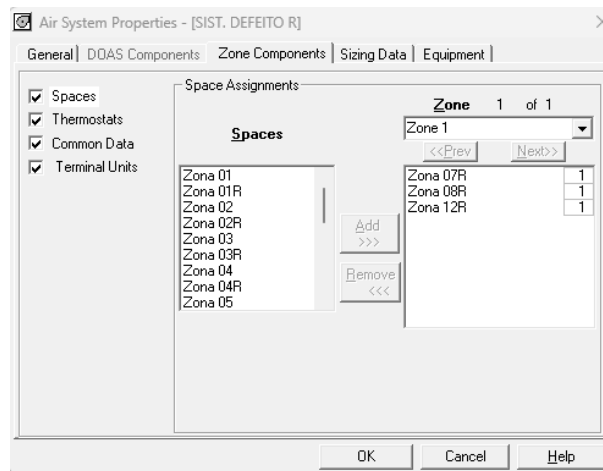 Air System Properties - [SIST. DEFEITO R]
General DOAS Components Zone Components Sizing Data Equipment
Spaces
Thermostats
Common Data
Terminal Units
Space Assignments
Zone 1 of 1
Spaces
Zone 1
<<Prev Next>>
Zona 01
Zona 01R
Zona 02
Zona 02R
Zona 03
Zona 03R
Zona 04
Zona 04R
Zona 05
Add
>>>
Remove
<<<
Zona 07R 1
Zona 08R 1
Zona 12R 1
OK Cancel Help